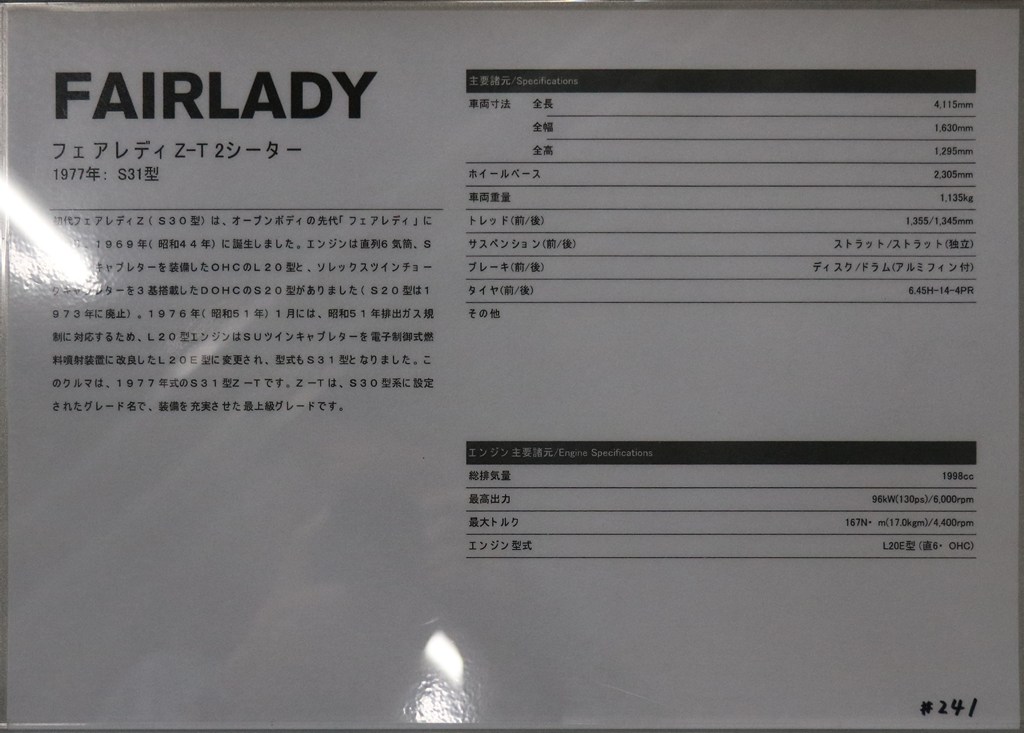 FAIRLADY
フェアレディ Z-T 2シーター
1977年: S31型
代フェアレディZ(S30型)は、オープンボディの先代「フェアレディ」に
1969年(昭和44年)に誕生しました。エンジンは直列6気筒、S
キャブレターを装備したOHCのL20型と、ソレックスツインチョー
キャブレターを3基搭載したDOHCのS20型がありました(S20型は1
973年に廃止)。1976年(昭和51年)1月には、昭和51年排出ガス規
制に対応するため、L20型エンジンはSUツインキャブレターを電子制御式燃
料噴射装置に改良したL20E型に変更され、型式もS31型となりました。こ
のクルマは、1977年式のS31型Z-Tです。Z-Tは、S30型系に設定
されたグレード名で、装備を充実させた最上級グレードです。
主要諸元/Specifications
車両寸法 全長 4,115mm
全幅 1,630mm
全高 1,295mm
ホイールベース 2,305mm
車両重量 1,135kg
トレッド(前/後) 1,355/1,345mm
サスペンション(前/後) ストラット/ストラット(独立)
ブレーキ(前/後) ディスク/ドラム(アルミフィン付)
タイヤ(前/後) 6.45H-14-4PR
その他
エンジン主要諸元/Engine Specifications
総排気量 1998cc
最高出力 96kW(130ps)/6,000rpm
最大トルク 167N・m(17.0kgm)/4,400rpm
エンジン型式 L20E型(直6・OHC)
#241